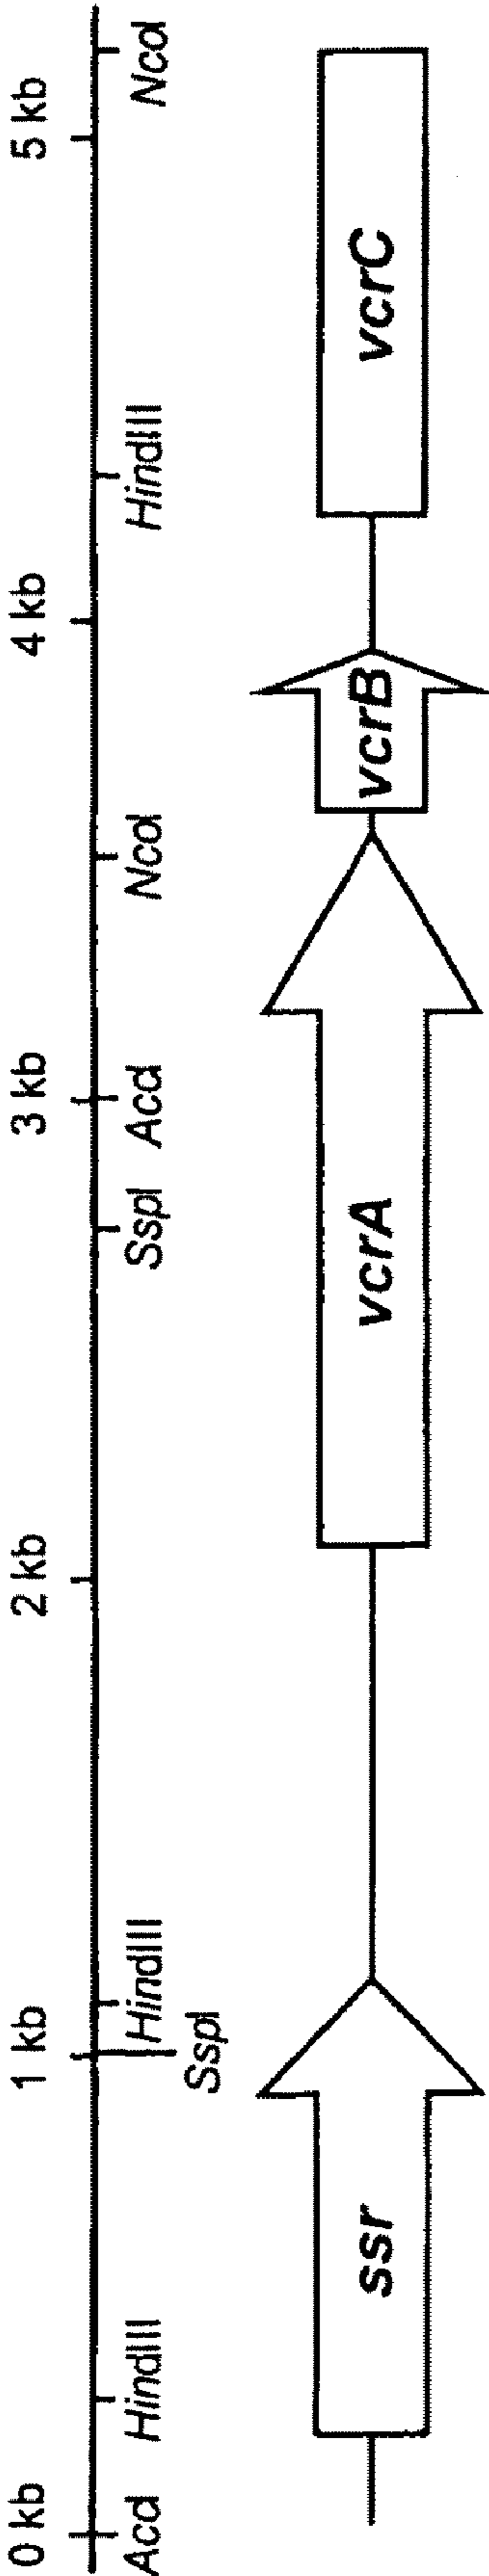 0 kb 1 kb 2 kb 3 kb 4 kb 5 kb
AccI HindIII HindIII SspI AccI NcoI HindIII NcoI
SspI
ssr vcrA vcrB vcrC